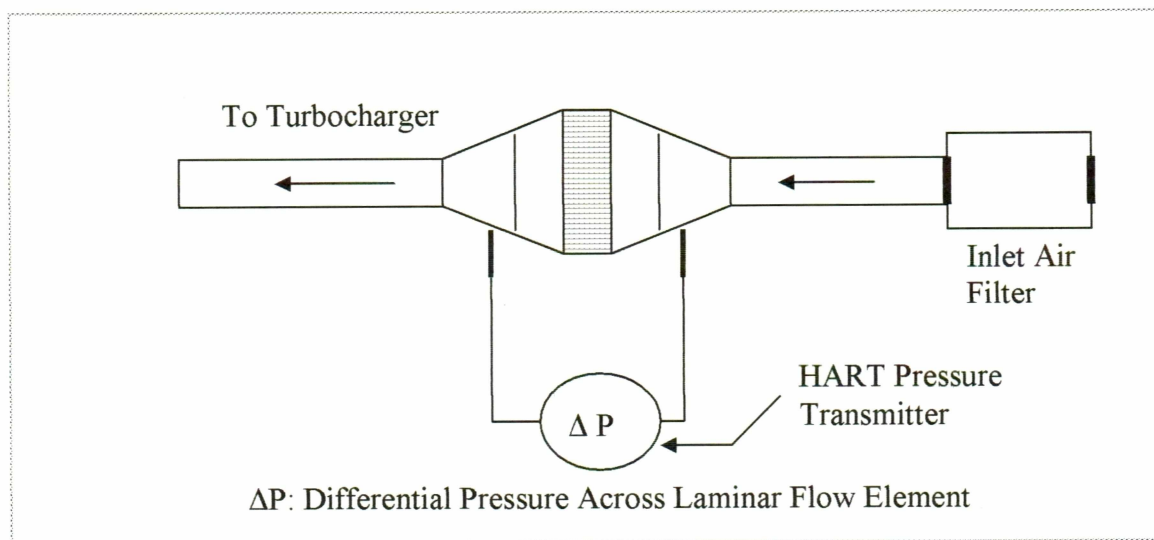 To Turbocharger
Inlet Air
Filter
HART Pressure
Transmitter
Δ P
ΔP: Differential Pressure Across Laminar Flow Element